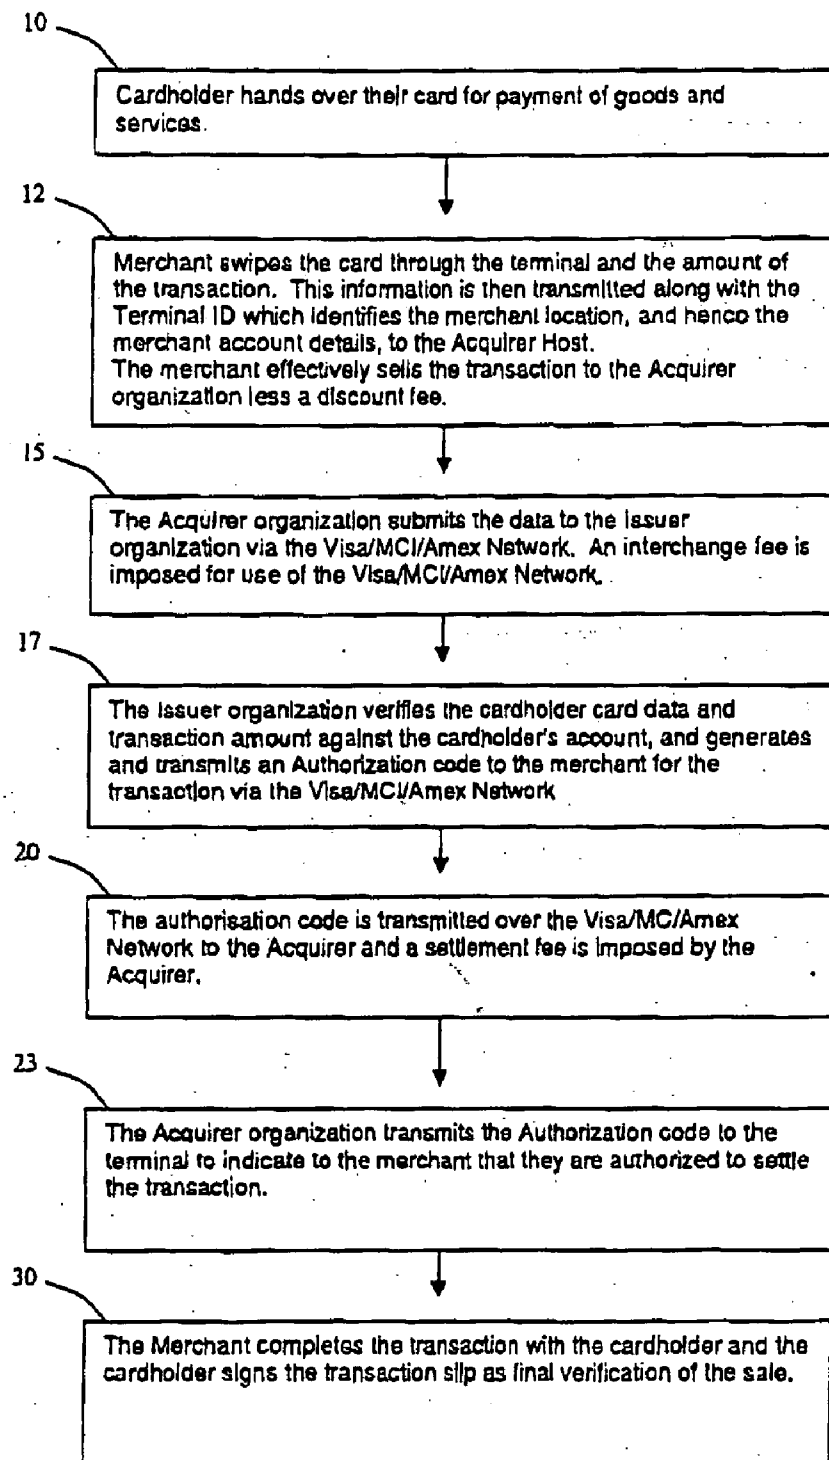 10
Cardholder hands over their card for payment of goods and
services.
12
Merchant swipes the card through the terminal and the amount of
the transaction. This information is then transmitted along with the
Terminal ID which identifies the merchant location, and hence the
merchant account details, to the Acquirer Host.
The merchant effectively sells the transaction to the Acquirer
organization less a discount fee.
15
The Acquirer organization submits the data to the issuer
organization via the Visa/MCI/Amex Network. An interchange fee is
imposed for use of the Visa/MCI/Amex Network.
17
The issuer organization verifies the cardholder card data and
transaction amount against the cardholder's account, and generates
and transmits an Authorization code to the merchant for the
transaction via the Visa/MCI/Amex Network
20
The authorisation code is transmitted over the Visa/MC/Amex
Network to the Acquirer and a settlement fee is imposed by the
Acquirer.
23
The Acquirer organization transmits the Authorization code to the
terminal to indicate to the merchant that they are authorized to settle
the transaction.
30
The Merchant completes the transaction with the cardholder and the
cardholder signs the transaction slip as final verification of the sale.